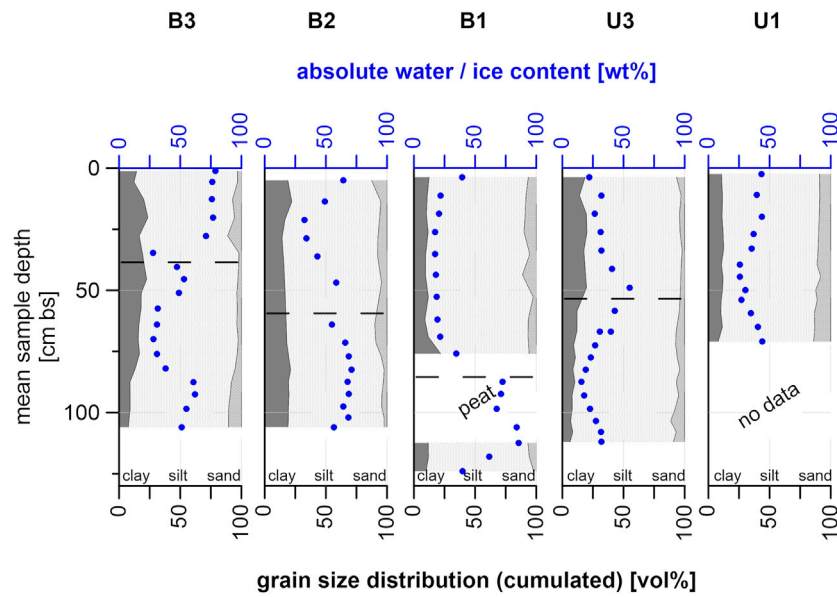 B3 B2 B1 U3 U1
absolute water / ice content [wt%]
0 50 100 0 50 100 0 50 100 0 50 100 0 50 100
0
50
100
mean sample depth
[cm bs]
peat
no data
clay silt sand clay silt sand clay silt sand clay silt sand
0 50 100 0 50 100 0 50 100 0 50 100 0 50 100
grain size distribution (cumulated) [vol%]